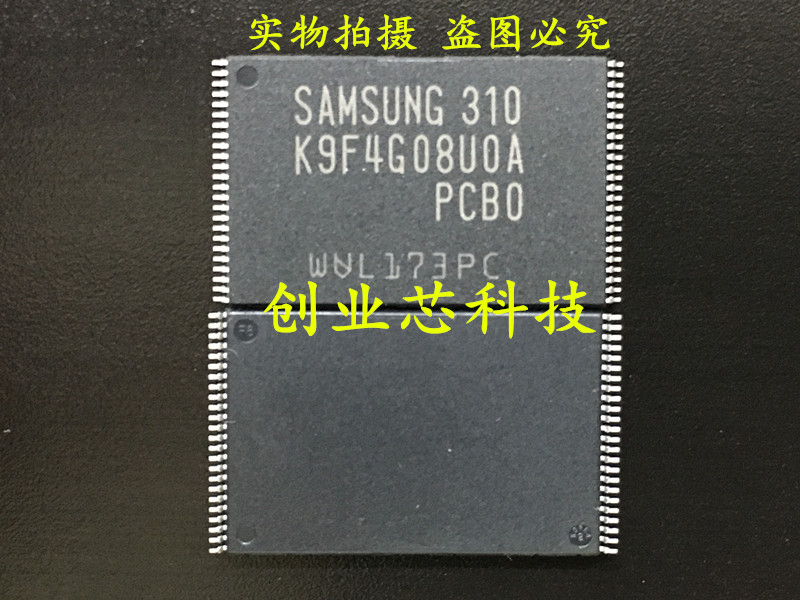 实物拍摄 盗图必究
SAMSUNG 310
K9F4G08U0A
PCB0
WVL173PC
创业芯科技